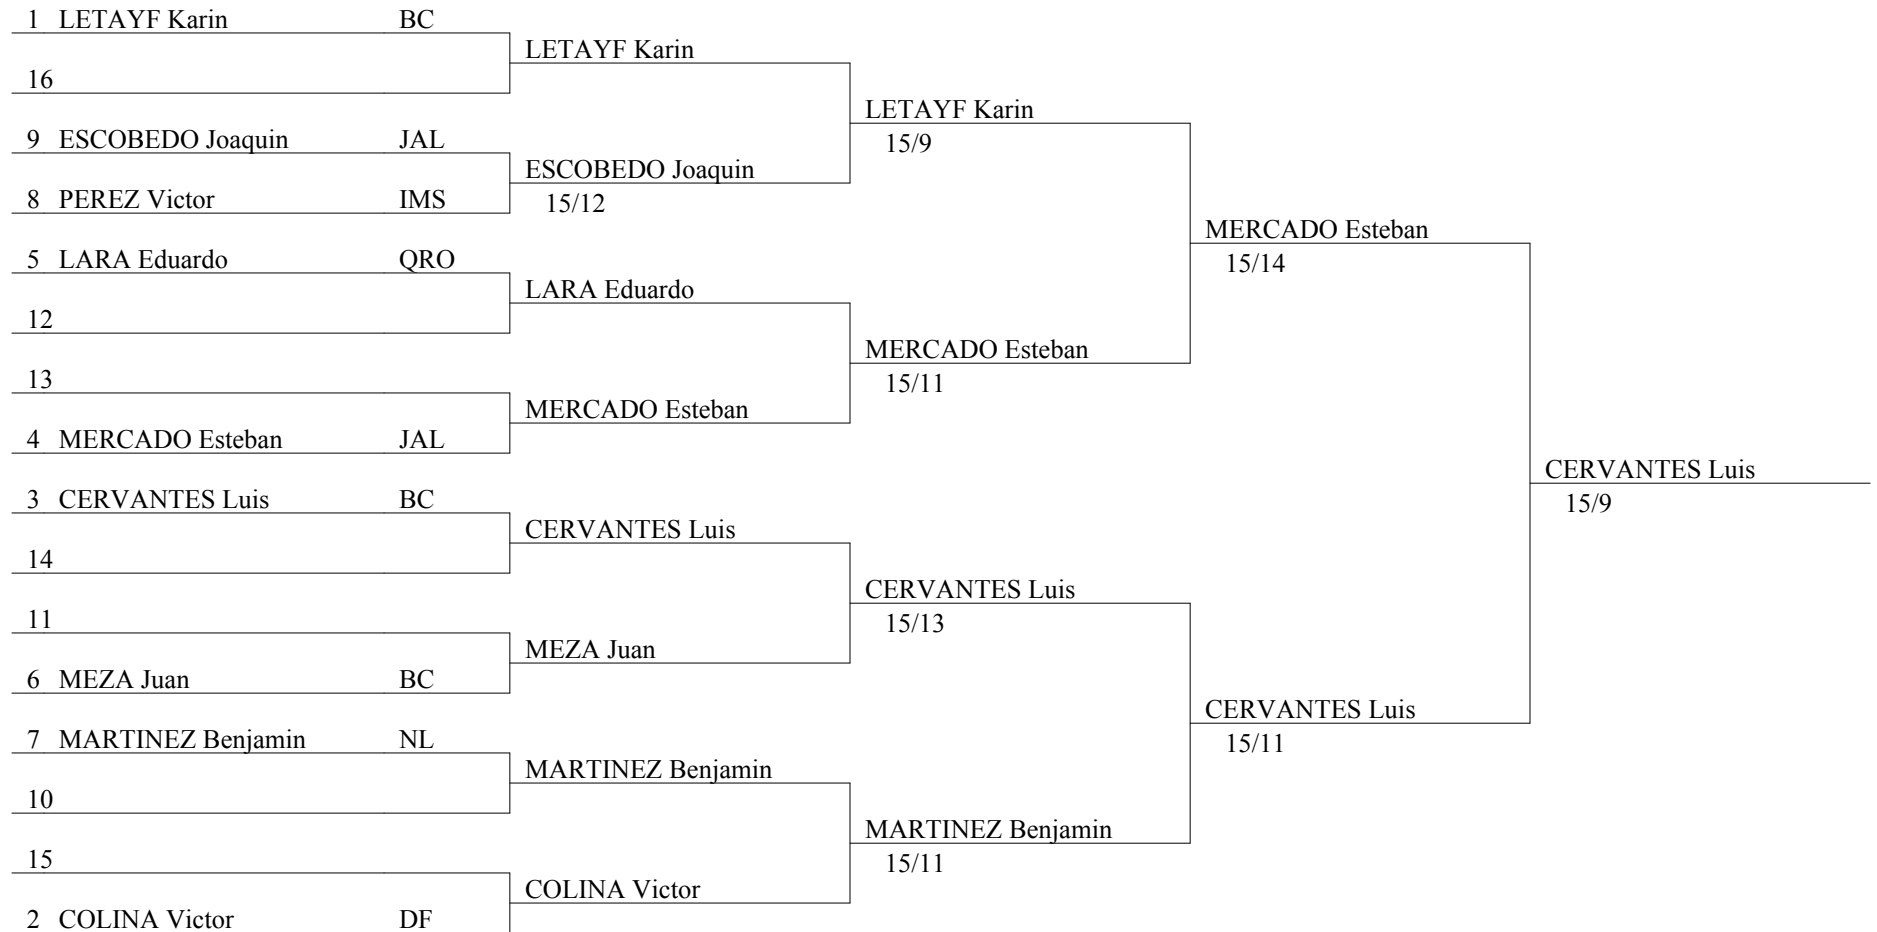 1 LETAYF Karin BC
LETAYF Karin
16
LETAYF Karin
15/9
9 ESCOBEDO Joaquin JAL
ESCOBEDO Joaquin
15/12
8 PEREZ Victor IMS
MERCADO Esteban
15/14
5 LARA Eduardo QRO
LARA Eduardo
12
MERCADO Esteban
15/11
13
MERCADO Esteban
4 MERCADO Esteban JAL
CERVANTES Luis
15/9
3 CERVANTES Luis BC
CERVANTES Luis
14
CERVANTES Luis
15/13
11
MEZA Juan
6 MEZA Juan BC
CERVANTES Luis
15/11
7 MARTINEZ Benjamin NL
MARTINEZ Benjamin
10
MARTINEZ Benjamin
15/11
15
COLINA Victor
2 COLINA Victor DF